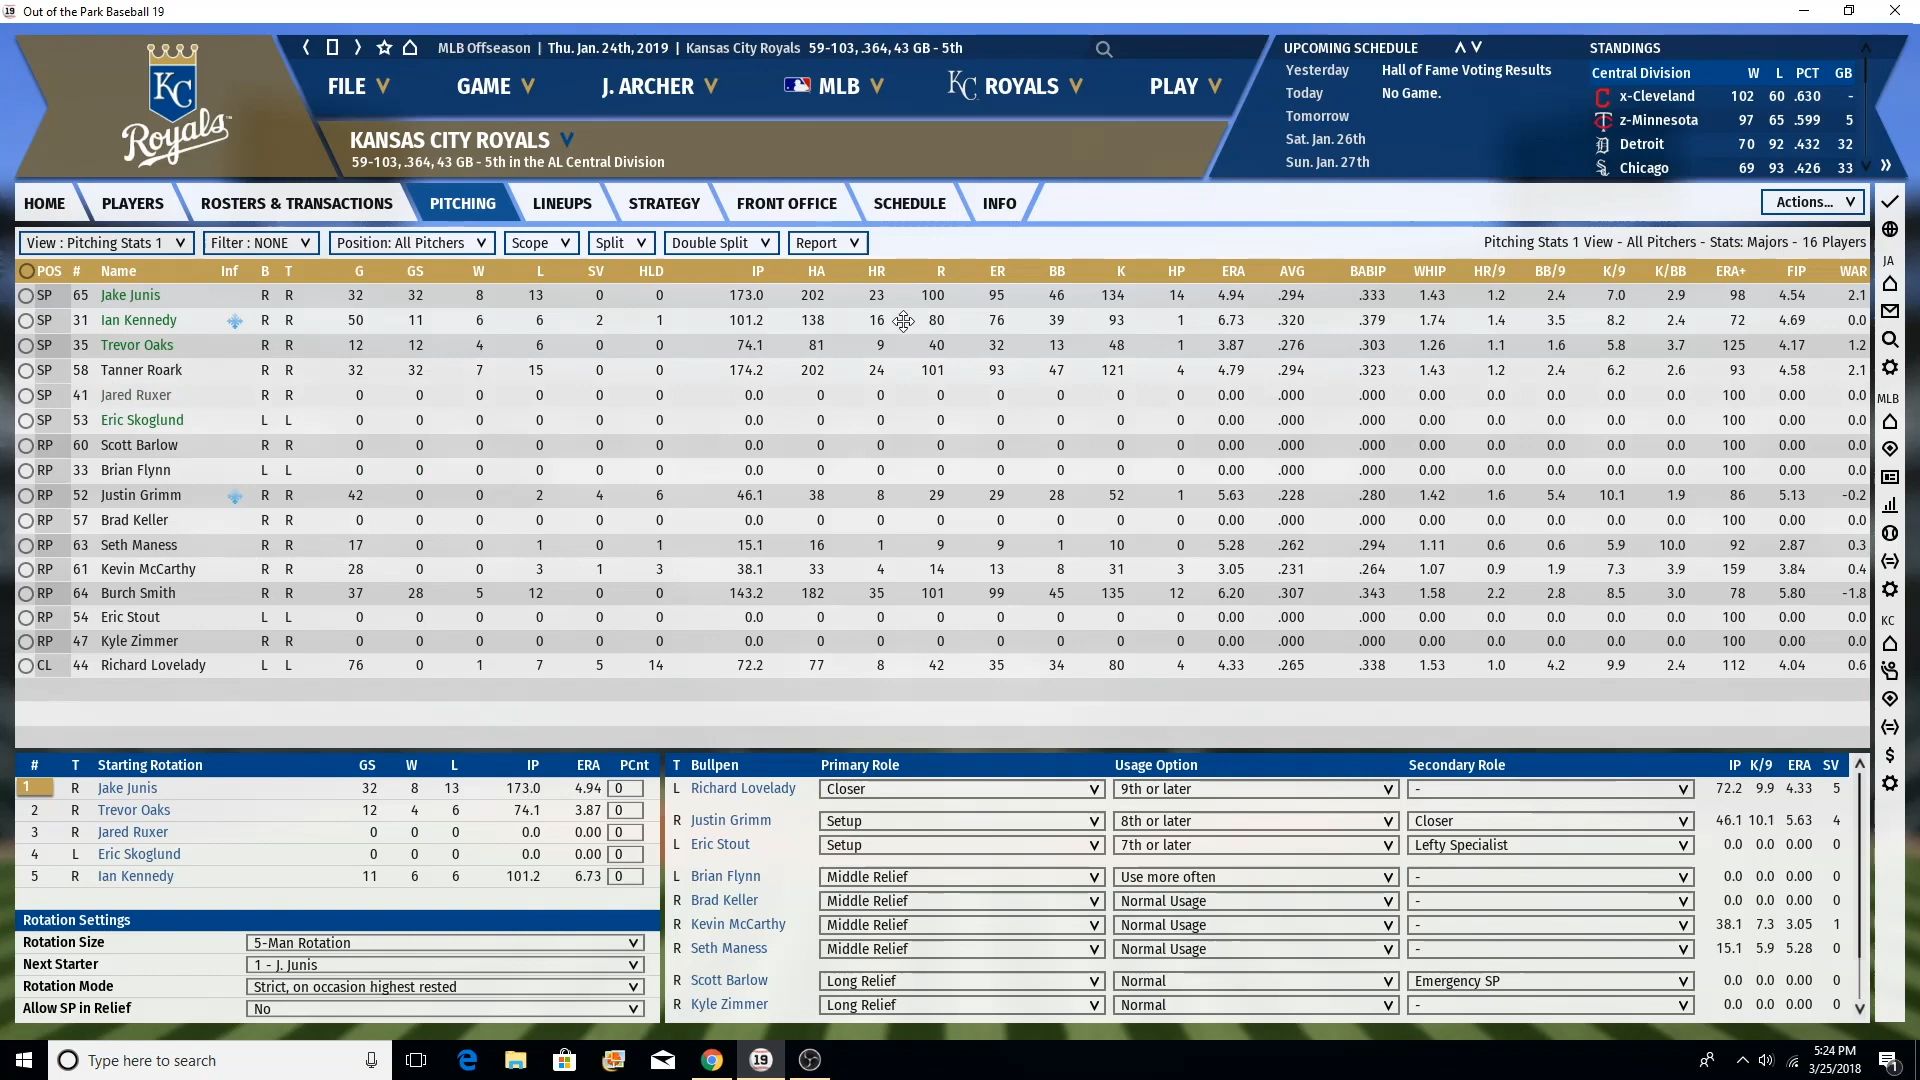 19 Out of the Park Baseball 19
MLB Offseason | Thu. Jan. 24th, 2019 | Kansas City Royals 59-103, .364, 43 GB - 5th
FILE GAME J. ARCHER MLB KC ROYALS PLAY
KC Royals
KANSAS CITY ROYALS
59-103, .364, 43 GB - 5th in the AL Central Division
UPCOMING SCHEDULE
Yesterday Hall of Fame Voting Results
Today No Game.
Tomorrow
Sat. Jan. 26th
Sun. Jan. 27th
STANDINGS
Central Division W L PCT GB
x-Cleveland 102 60 .630 -
z-Minnesota 97 65 .599 5
Detroit 70 92 .432 32
Chicago 69 93 .426 33
HOME PLAYERS ROSTERS & TRANSACTIONS PITCHING LINEUPS STRATEGY FRONT OFFICE SCHEDULE INFO Actions...
View : Pitching Stats 1 Filter : NONE Position: All Pitchers Scope Split Double Split Report Pitching Stats 1 View - All Pitchers - Stats: Majors - 16 Players
POS # Name Inf B T G GS W L SV HLD IP HA HR R ER BB K HP ERA AVG BABIP WHIP HR/9 BB/9 K/9 K/BB ERA+ FIP WAR
SP 65 Jake Junis R R 32 32 8 13 0 0 173.0 202 23 100 95 46 134 14 4.94 .294 .333 1.43 1.2 2.4 7.0 2.9 98 4.54 2.1
SP 31 Ian Kennedy R R 50 11 6 6 2 1 101.2 138 16 80 76 39 93 1 6.73 .320 .379 1.74 1.4 3.5 8.2 2.4 72 4.69 0.0
SP 35 Trevor Oaks R R 12 12 4 6 0 0 74.1 81 9 40 32 13 48 1 3.87 .276 .303 1.26 1.1 1.6 5.8 3.7 125 4.17 1.2
SP 58 Tanner Roark R R 32 32 7 15 0 0 174.2 202 24 101 93 47 121 4 4.79 .294 .323 1.43 1.2 2.4 6.2 2.6 93 4.58 2.1
SP 41 Jared Ruxer R R 0 0 0 0 0 0 0.0 0 0 0 0 0 0 0 0.00 .000 .000 0.00 0.0 0.0 0.0 0.0 100 0.00 0.0
SP 53 Eric Skoglund L L 0 0 0 0 0 0 0.0 0 0 0 0 0 0 0 0.00 .000 .000 0.00 0.0 0.0 0.0 0.0 100 0.00 0.0
RP 60 Scott Barlow R R 0 0 0 0 0 0 0.0 0 0 0 0 0 0 0 0.00 .000 .000 0.00 0.0 0.0 0.0 0.0 100 0.00 0.0
RP 33 Brian Flynn L L 0 0 0 0 0 0 0.0 0 0 0 0 0 0 0 0.00 .000 .000 0.00 0.0 0.0 0.0 0.0 100 0.00 0.0
RP 52 Justin Grimm R R 42 0 0 2 4 6 46.1 38 8 29 29 28 52 1 5.63 .228 .280 1.42 1.6 5.4 10.1 1.9 86 5.13 -0.2
RP 57 Brad Keller R R 0 0 0 0 0 0 0.0 0 0 0 0 0 0 0 0.00 .000 .000 0.00 0.0 0.0 0.0 0.0 100 0.00 0.0
RP 63 Seth Maness R R 17 0 0 1 0 1 15.1 16 1 9 9 1 10 0 5.28 .262 .294 1.11 0.6 0.6 5.9 10.0 92 2.87 0.3
RP 61 Kevin McCarthy R R 28 0 0 3 1 3 38.1 33 4 14 13 8 31 3 3.05 .231 .264 1.07 0.9 1.9 7.3 3.9 159 3.84 0.4
RP 64 Burch Smith R R 37 28 5 12 0 0 143.2 182 35 101 99 45 135 12 6.20 .307 .343 1.58 2.2 2.8 8.5 3.0 78 5.80 -1.8
RP 54 Eric Stout L L 0 0 0 0 0 0 0.0 0 0 0 0 0 0 0 0.00 .000 .000 0.00 0.0 0.0 0.0 0.0 100 0.00 0.0
RP 47 Kyle Zimmer R R 0 0 0 0 0 0 0.0 0 0 0 0 0 0 0 0.00 .000 .000 0.00 0.0 0.0 0.0 0.0 100 0.00 0.0
CL 44 Richard Lovelady L L 76 0 1 7 5 14 72.2 77 8 42 35 34 80 4 4.33 .265 .338 1.53 1.0 4.2 9.9 2.4 112 4.04 0.6
JA
MLB
KC
$
# T Starting Rotation GS W L IP ERA PCnt
1 R Jake Junis 32 8 13 173.0 4.94 0
2 R Trevor Oaks 12 4 6 74.1 3.87 0
3 R Jared Ruxer 0 0 0 0.0 0.00 0
4 L Eric Skoglund 0 0 0 0.0 0.00 0
5 R Ian Kennedy 11 6 6 101.2 6.73 0
Rotation Settings
Rotation Size 5-Man Rotation
Next Starter 1 - J. Junis
Rotation Mode Strict, on occasion highest rested
Allow SP in Relief No
T Bullpen Primary Role Usage Option Secondary Role IP K/9 ERA SV
L Richard Lovelady Closer 9th or later - 72.2 9.9 4.33 5
R Justin Grimm Setup 8th or later Closer 46.1 10.1 5.63 4
L Eric Stout Setup 7th or later Lefty Specialist 0.0 0.0 0.00 0
L Brian Flynn Middle Relief Use more often - 0.0 0.0 0.00 0
R Brad Keller Middle Relief Normal Usage - 0.0 0.0 0.00 0
R Kevin McCarthy Middle Relief Normal Usage - 38.1 7.3 3.05 1
R Seth Maness Middle Relief Normal Usage - 15.1 5.9 5.28 0
R Scott Barlow Long Relief Normal Emergency SP 0.0 0.0 0.00 0
R Kyle Zimmer Long Relief Normal - 0.0 0.0 0.00 0
Type here to search
19
5:24 PM
3/25/2018
1